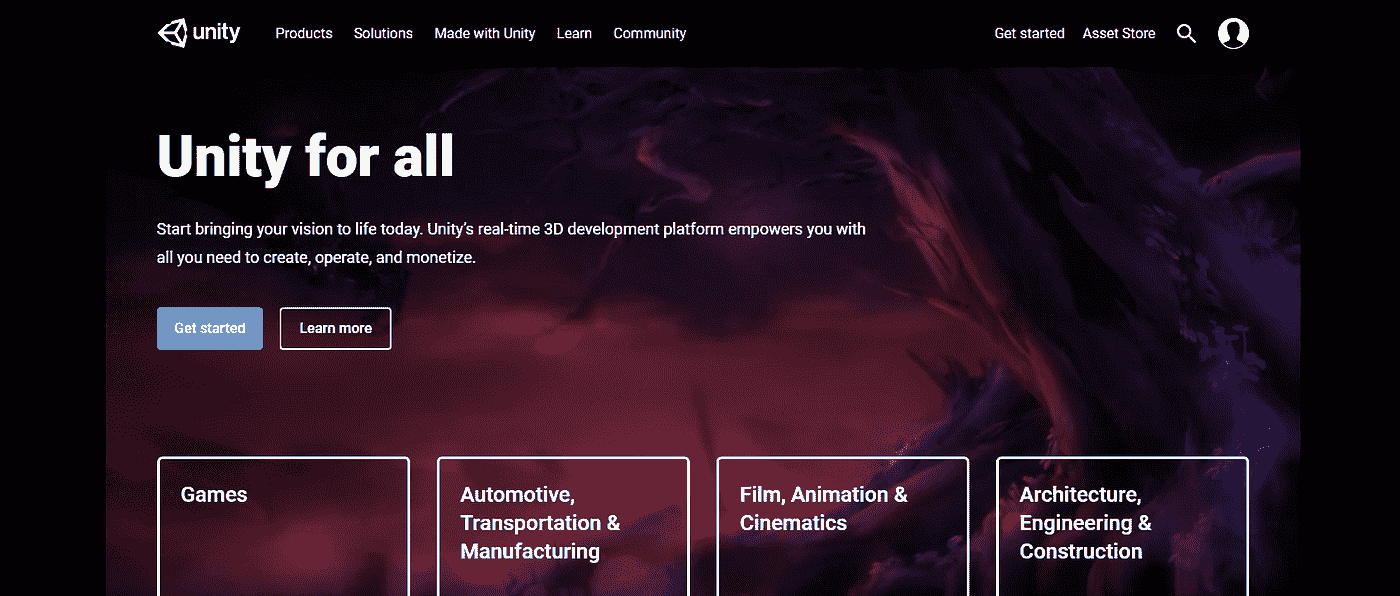 unity Products Solutions Made with Unity Learn Community Get started Asset Store
Unity for all
Start bringing your vision to life today. Unity's real-time 3D development platform empowers you with
all you need to create, operate, and monetize.
Get started Learn more
Games
Automotive,
Transportation &
Manufacturing
Film, Animation &
Cinematics
Architecture,
Engineering &
Construction